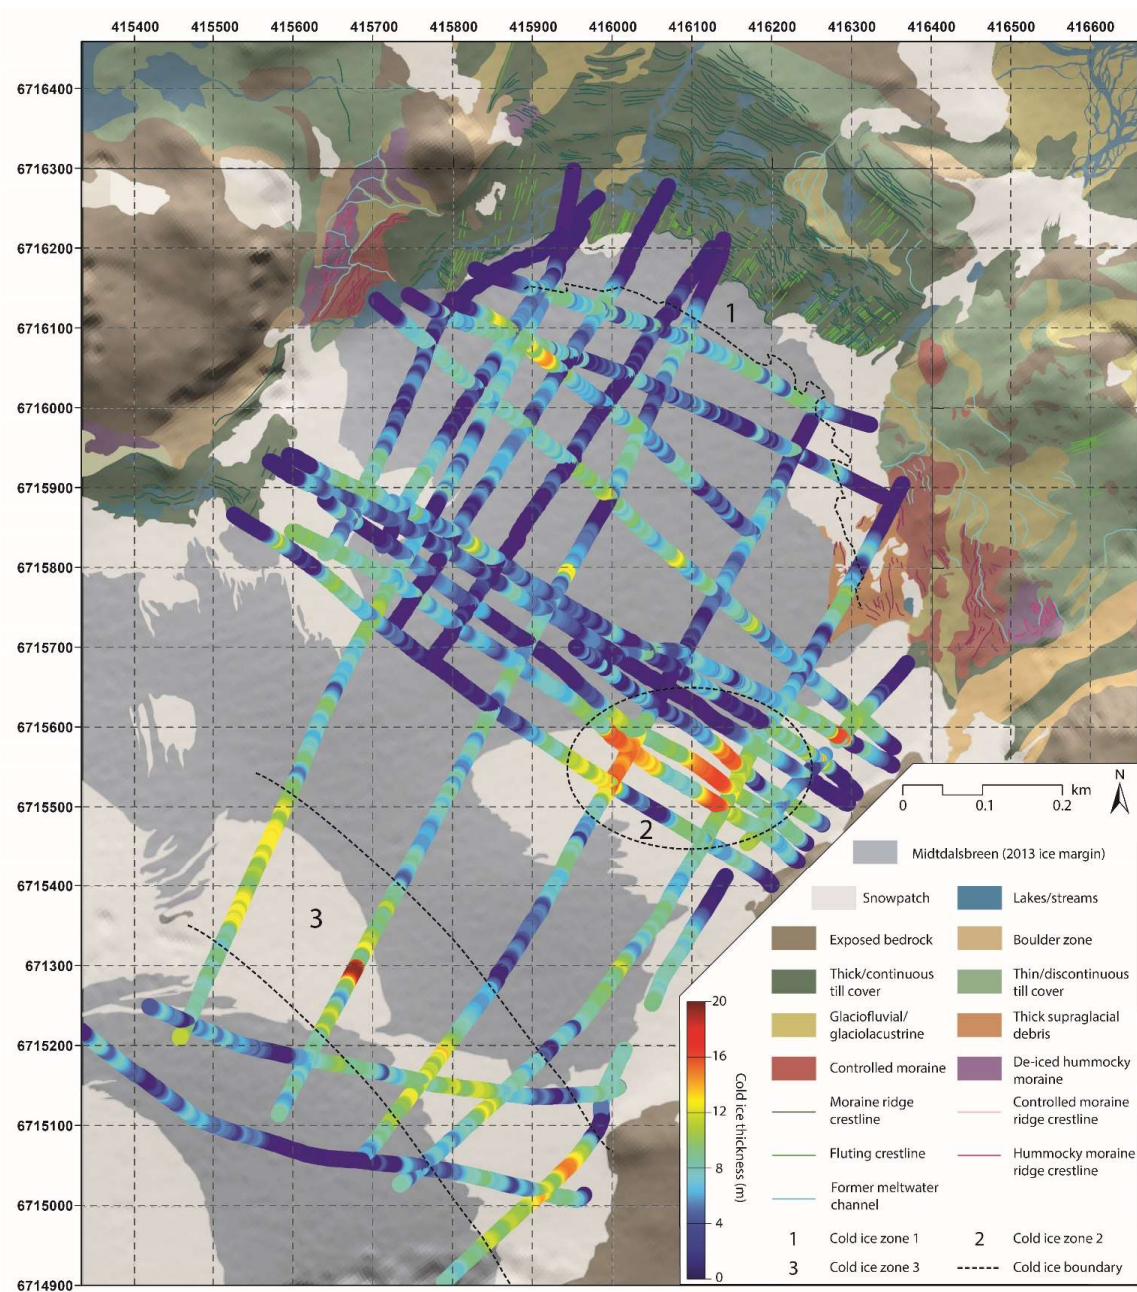 415400 415500 415600 415700 415800 415900 416000 416100 416200 416300 416400 416500 416600
6716400
6716300
6716200
6716100
6716000
6715900
6715800
6715700
6715600
6715500
6715400
671300
6715200
6715100
6715000
6714900
1
2
3
0 0.1 0.2 km
N
Midtdalsbreen (2013 ice margin)
Snowpatch
Lakes/streams
Exposed bedrock
Boulder zone
Thick/continuous
till cover
Thin/discontinuous
till cover
Glaciofluvial/
glaciolacustrine
Thick supraglacial
debris
Controlled moraine
De-iced hummocky
moraine
Moraine ridge
crestline
Controlled moraine
ridge crestline
Fluting crestline
Hummocky moraine
ridge crestline
Former meltwater
channel
1 Cold ice zone 1
2 Cold ice zone 2
3 Cold ice zone 3
Cold ice boundary
20
16
12
8
4
0
Cold ice thickness (m)